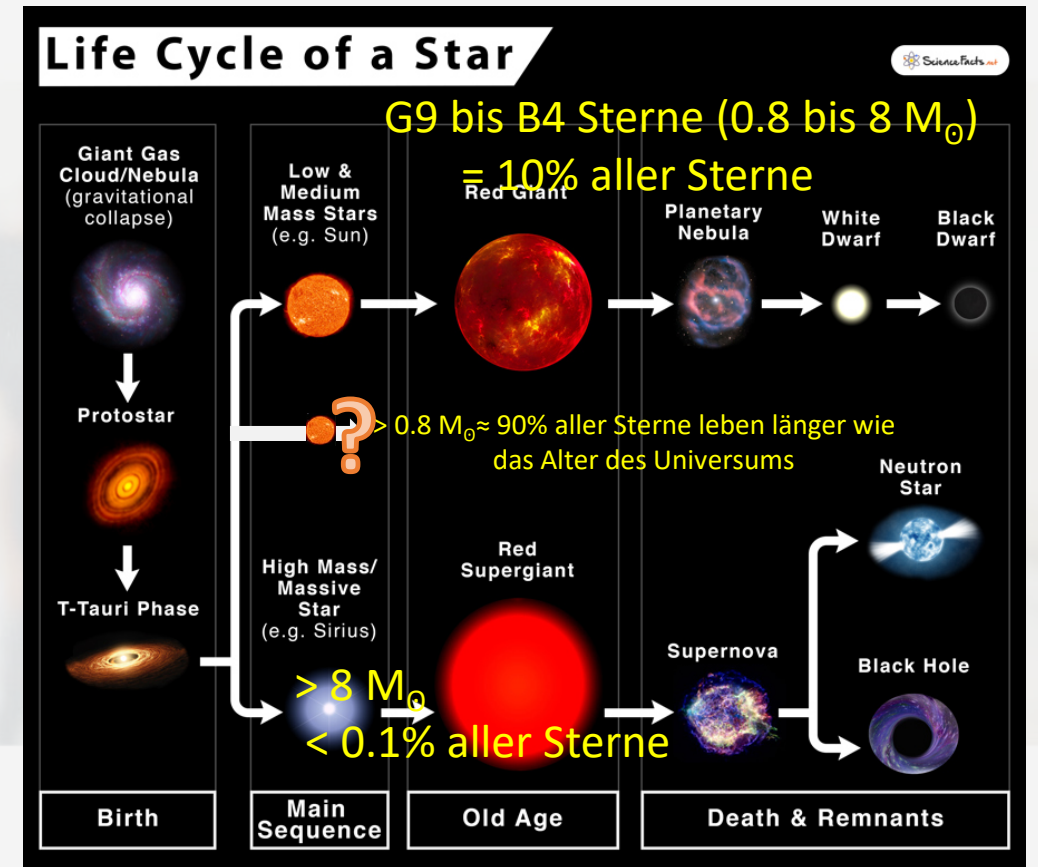 Life Cycle of a Star
ScienceFacts.net
G9 bis B4 Sterne (0.8 bis 8 M⊙)
= 10% aller Sterne
Giant Gas
Cloud/Nebula
(gravitational
collapse)
Low &
Medium
Mass Stars
(e.g. Sun)
Red Giant
Planetary
Nebula
White
Dwarf
Black
Dwarf
Protostar
?
> 0.8 M⊙≈ 90% aller Sterne leben länger wie
das Alter des Universums
T-Tauri Phase
High Mass/
Massive
Star
(e.g. Sirius)
> 8 M⊙
< 0.1% aller Sterne
Red
Supergiant
Supernova
Neutron
Star
Black Hole
Birth
Main
Sequence
Old Age
Death & Remnants